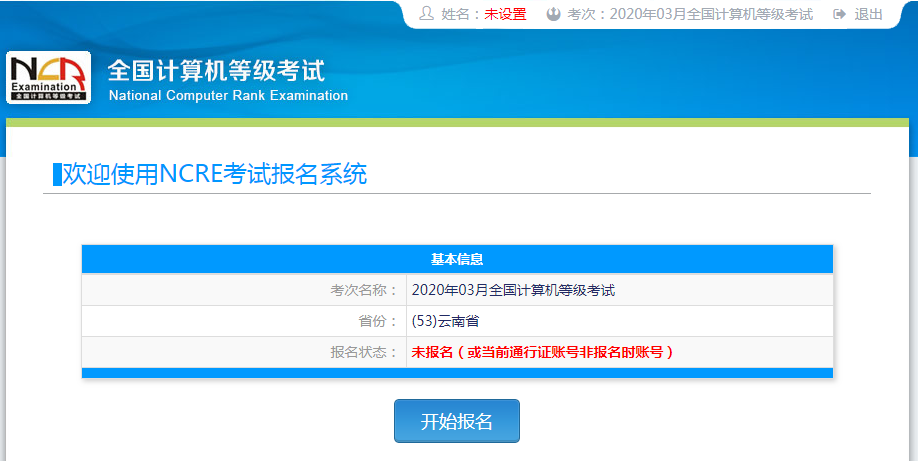 姓名：未设置 考次：2020年03月全国计算机等级考试 退出
NCR
Examination
全国计算机等级考试
全国计算机等级考试
National Computer Rank Examination
欢迎使用NCRE考试报名系统
基本信息
考次名称： 2020年03月全国计算机等级考试
省份： (53)云南省
报名状态： 未报名（或当前通行证账号非报名时账号）
开始报名